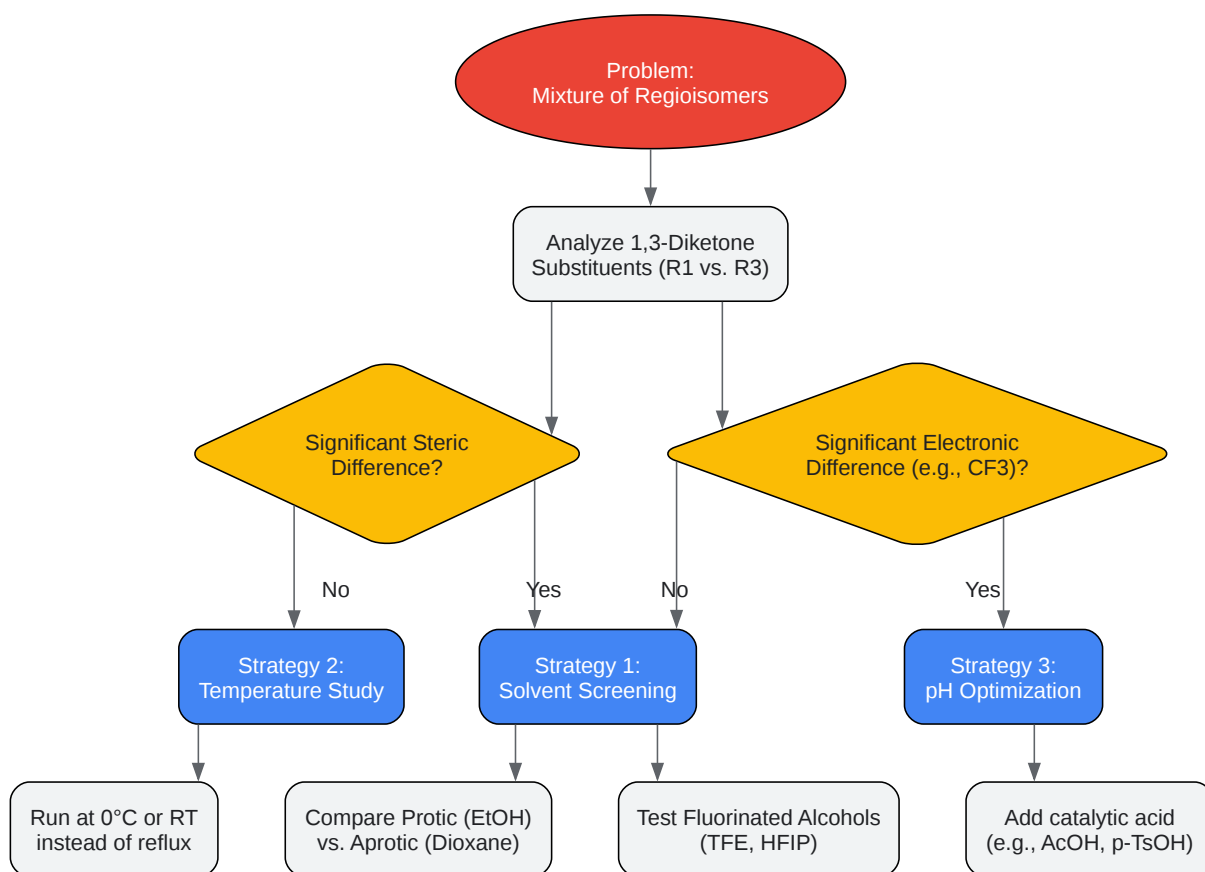 Problem:
Mixture of Regioisomers
Analyze 1,3-Diketone
Substituents (R1 vs. R3)
Significant Steric
Difference?
Significant Electronic
Difference (e.g., CF3)?
No
Yes
No
Yes
Strategy 2:
Temperature Study
Strategy 1:
Solvent Screening
Strategy 3:
pH Optimization
Run at 0°C or RT
instead of reflux
Compare Protic (EtOH)
vs. Aprotic (Dioxane)
Test Fluorinated Alcohols
(TFE, HFIP)
Add catalytic acid
(e.g., AcOH, p-TsOH)